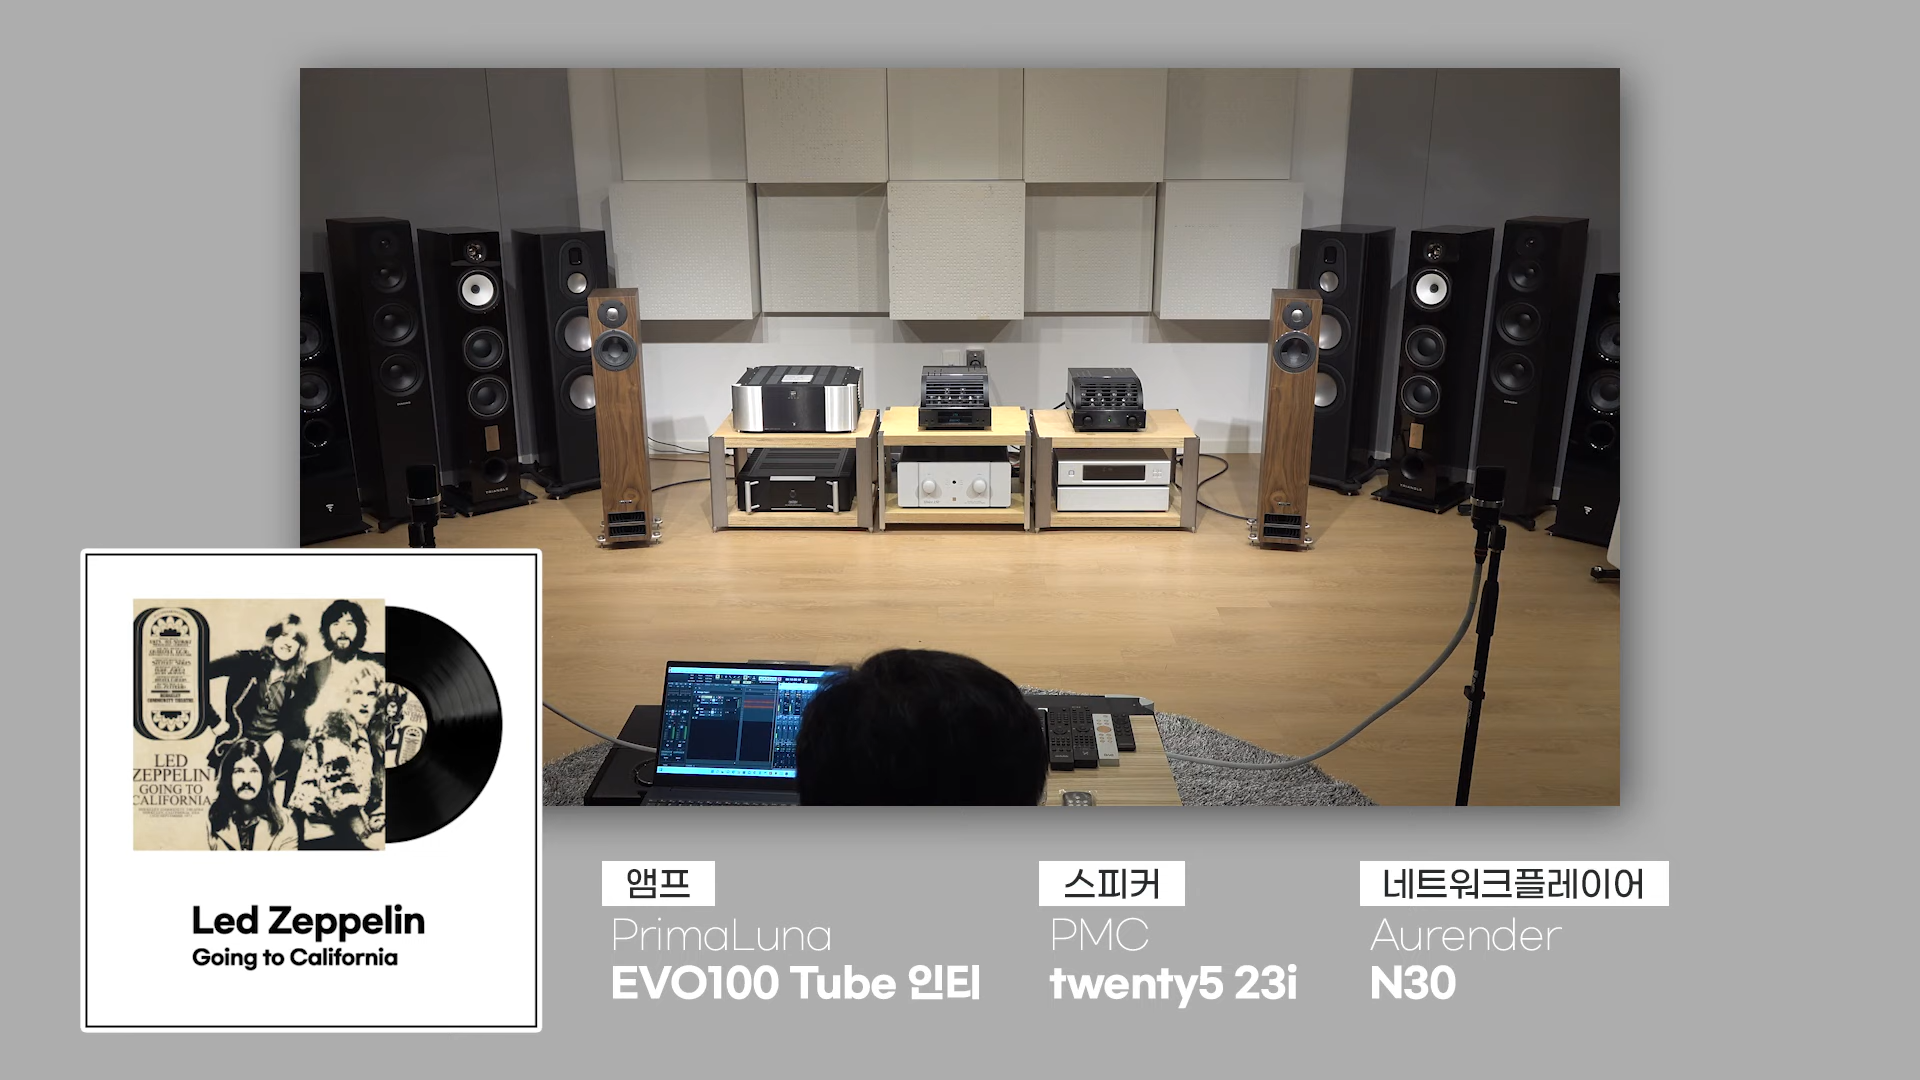 LED
ZEPPELIN
GOING TO
CALIFORNIA
Led Zeppelin
Going to California
앰프
PrimaLuna
EVO100 Tube 인티
스피커
PMC
twenty5 23i
네트워크플레이어
Aurender
N30